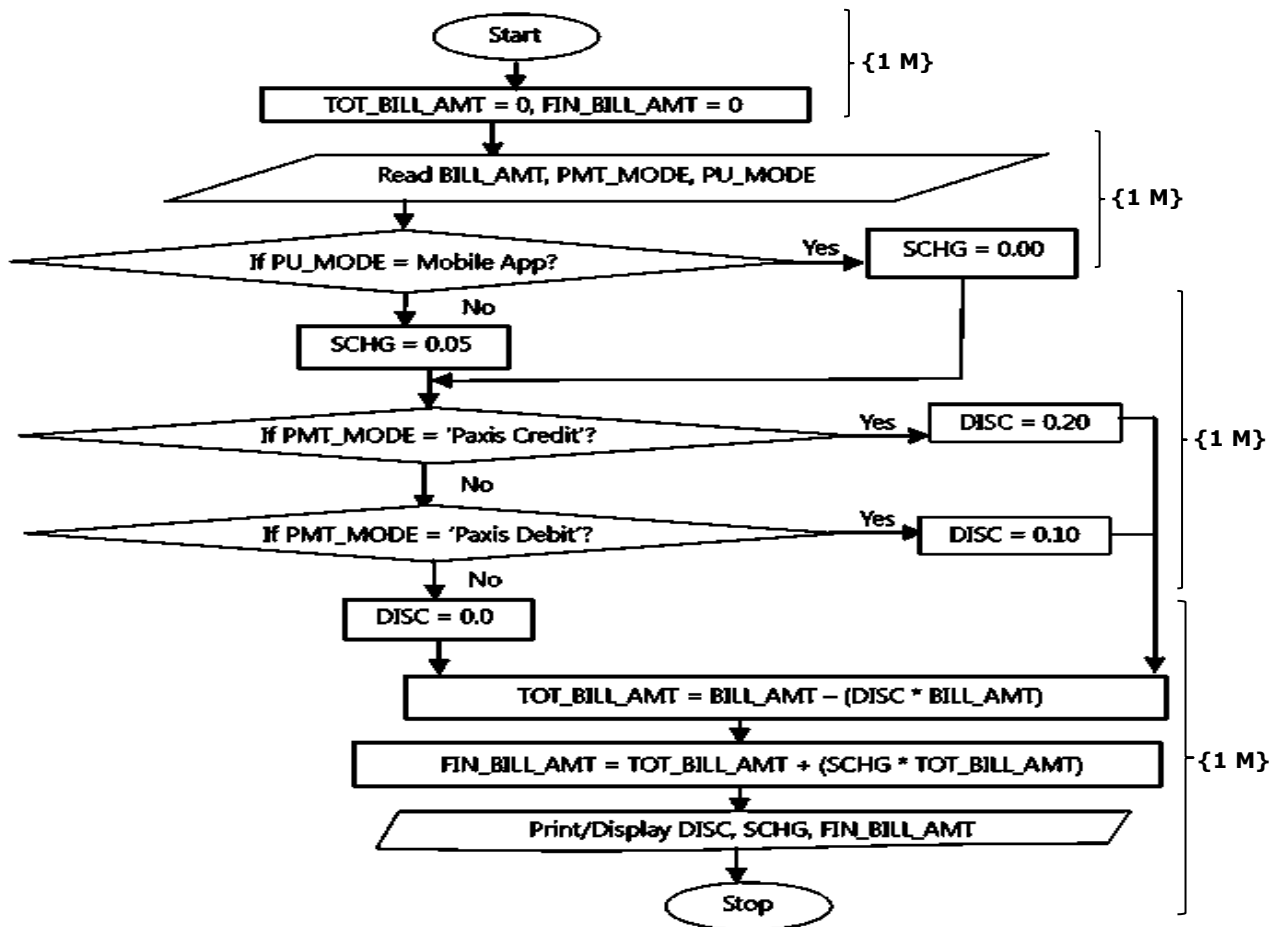 Start
{1 M}
TOT_BILL_AMT = 0, FIN_BILL_AMT = 0
Read BILL_AMT, PMT_MODE, PU_MODE
{1 M}
If PU_MODE = Mobile App?
Yes
SCHG = 0.00
No
SCHG = 0.05
If PMT_MODE = 'Paxis Credit'?
Yes
DISC = 0.20
{1 M}
No
If PMT_MODE = 'Paxis Debit'?
Yes
DISC = 0.10
No
DISC = 0.0
TOT_BILL_AMT = BILL_AMT – (DISC * BILL_AMT)
FIN_BILL_AMT = TOT_BILL_AMT + (SCHG * TOT_BILL_AMT)
{1 M}
Print/Display DISC, SCHG, FIN_BILL_AMT
Stop